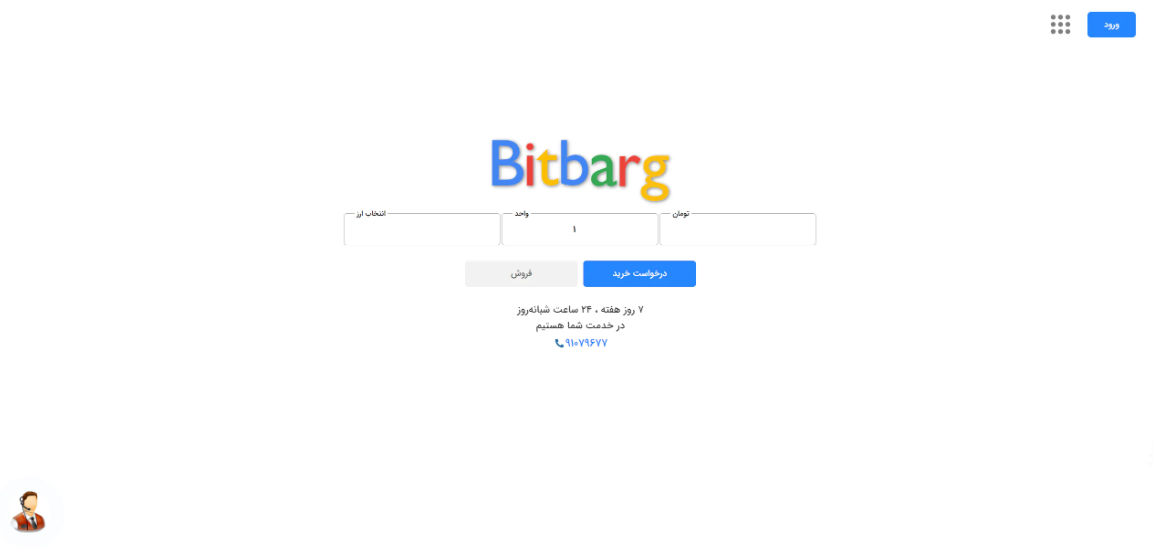 ورود
Bitbarg
تومان
واحد
انتخاب ارز
۱
درخواست خرید
فروش
۷ روز هفته ، ۲۴ ساعت شبانه‌روز
در خدمت شما هستیم
۹۱۰۷۹۶۷۷